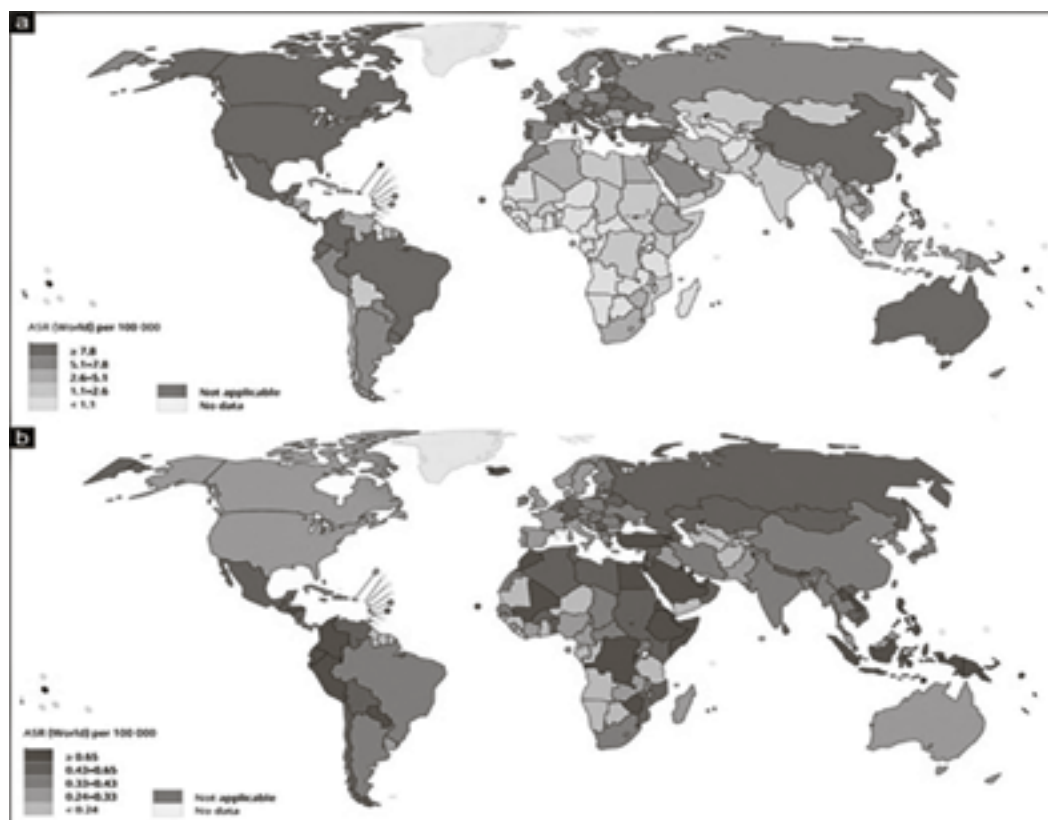 a
ASR (World) per 100 000
≥ 7.8
5.1-7.8
2.6-5.1
1.1-2.6
< 1.1
Not applicable
No data
b
ASR (World) per 100 000
≥ 0.65
0.43-0.65
0.33-0.43
0.24-0.33
< 0.24
Not applicable
No data